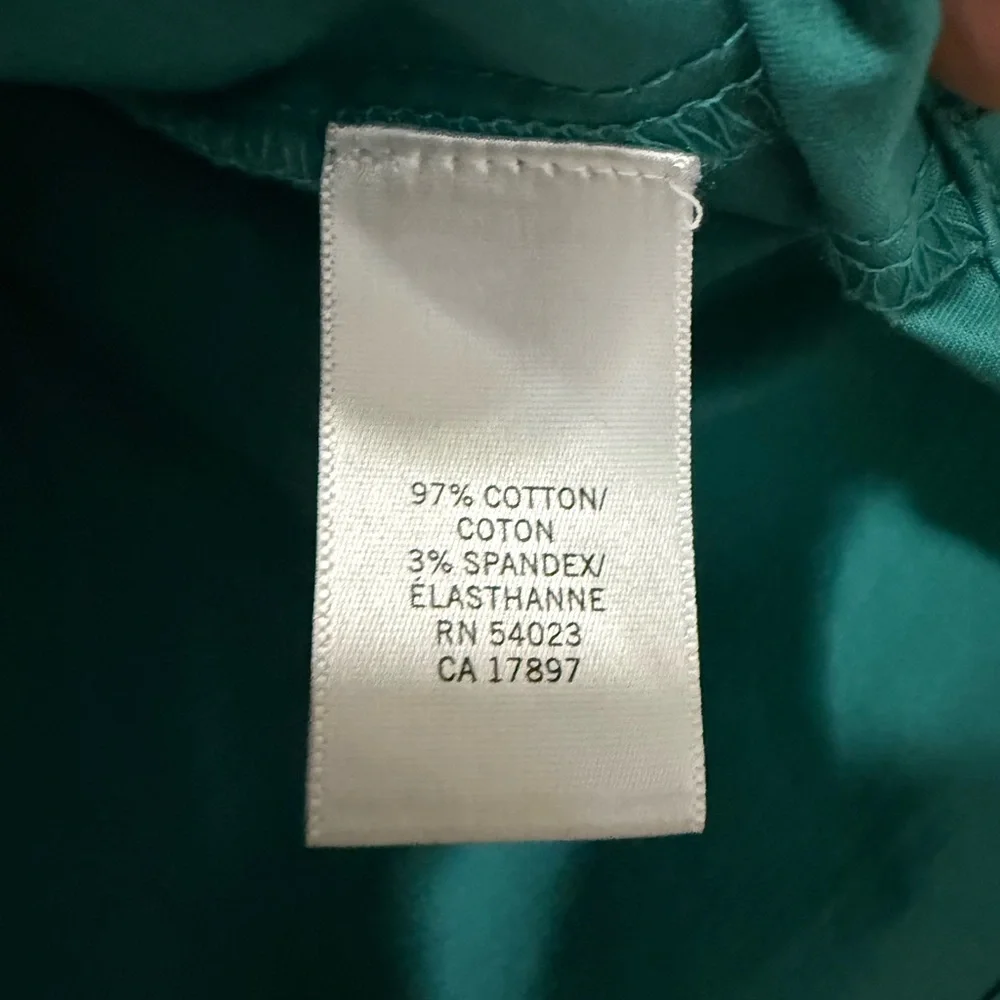 97% COTTON/
COTON
3% SPANDEX/
ÉLASTHANNE
RN 54023
CA 17897